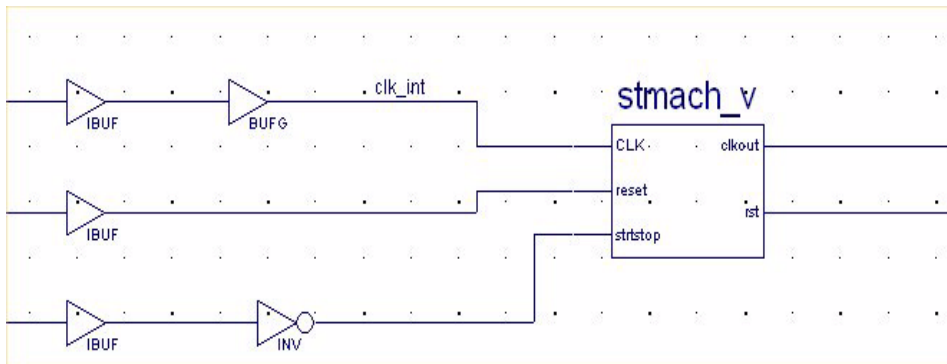 clk_int
IBUF
BUFG
stmach_v
CLK
clkout
reset
rst
IBUF
strtstop
IBUF
INV